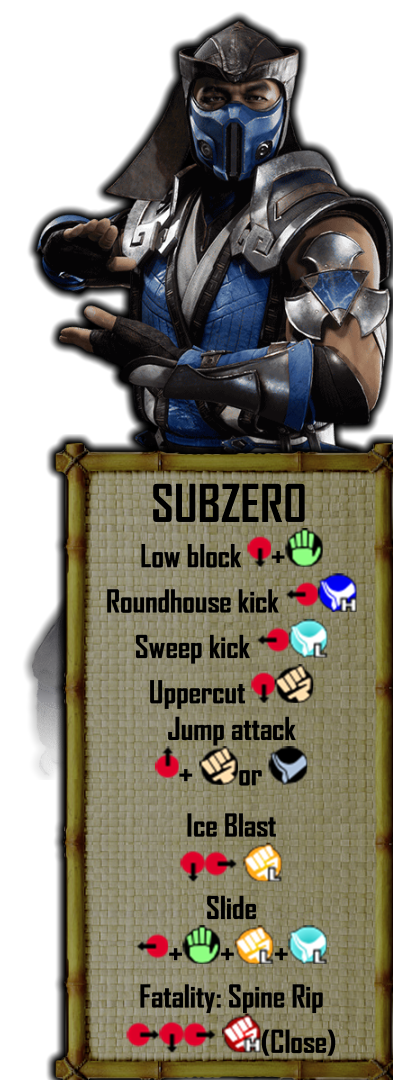 SUBZERO
Low block +
Roundhouse kick H
Sweep kick L
Uppercut
Jump attack
+ or
Ice Blast
L
Slide
+ + L + L
Fatality: Spine Rip
H (Close)